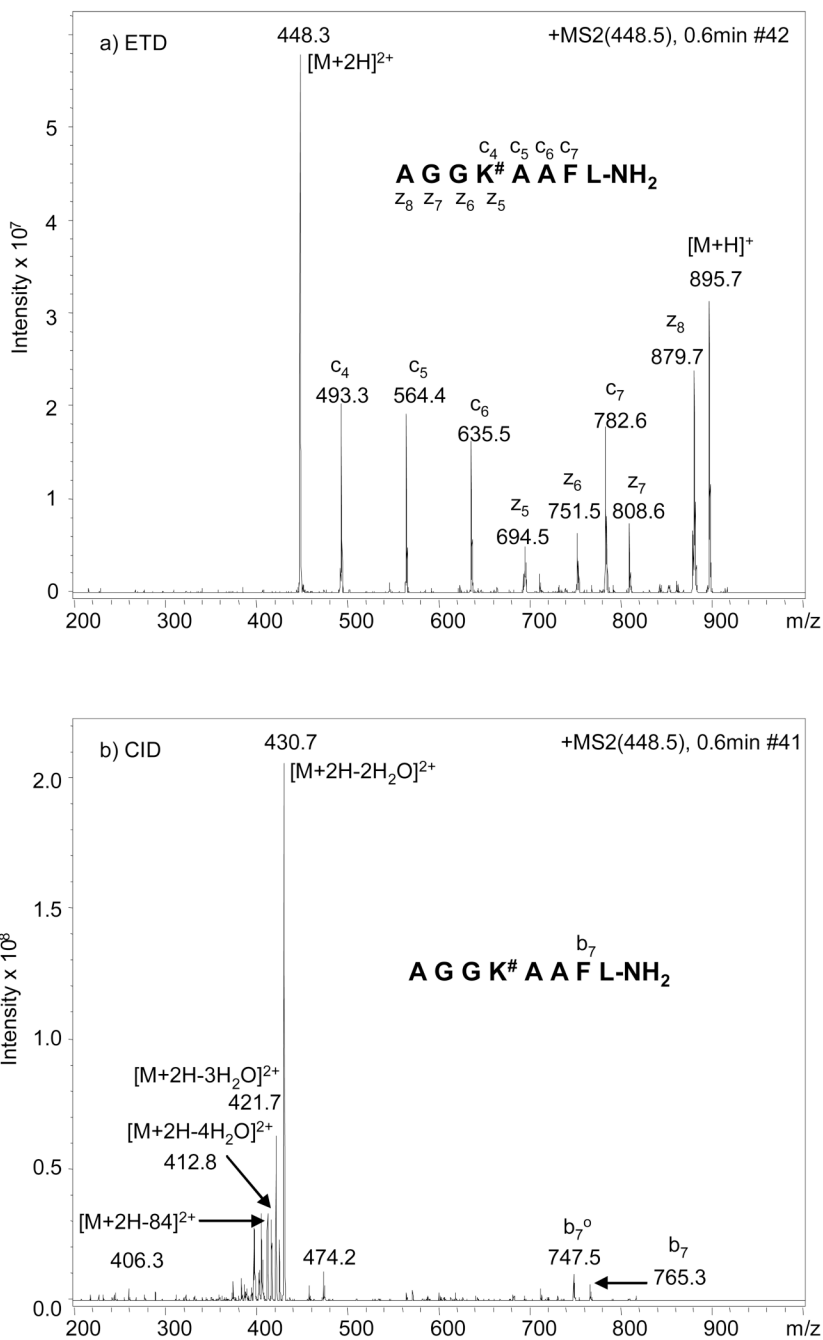 a) ETD
448.3
+MS2(448.5), 0.6min #42
[M+2H]2+
c4 c5 c6 c7
A G G K# A A F L-NH2
z8 z7 z6 z5
[M+H]+
895.7
z8
879.7
c4
493.3
c5
564.4
c6
635.5
c7
782.6
z5
694.5
z6
751.5
z7
808.6
Intensity x 10^7
5
4
3
2
1
0
200 300 400 500 600 700 800 900 m/z
b) CID
430.7
+MS2(448.5), 0.6min #41
[M+2H-2H2O]2+
b7
A G G K# A A F L-NH2
[M+2H-3H2O]2+
421.7
[M+2H-4H2O]2+
412.8
[M+2H-84]2+
406.3
474.2
b7o
747.5
b7
765.3
Intensity x 10^8
2.0
1.5
1.0
0.5
0.0
200 300 400 500 600 700 800 900 m/z